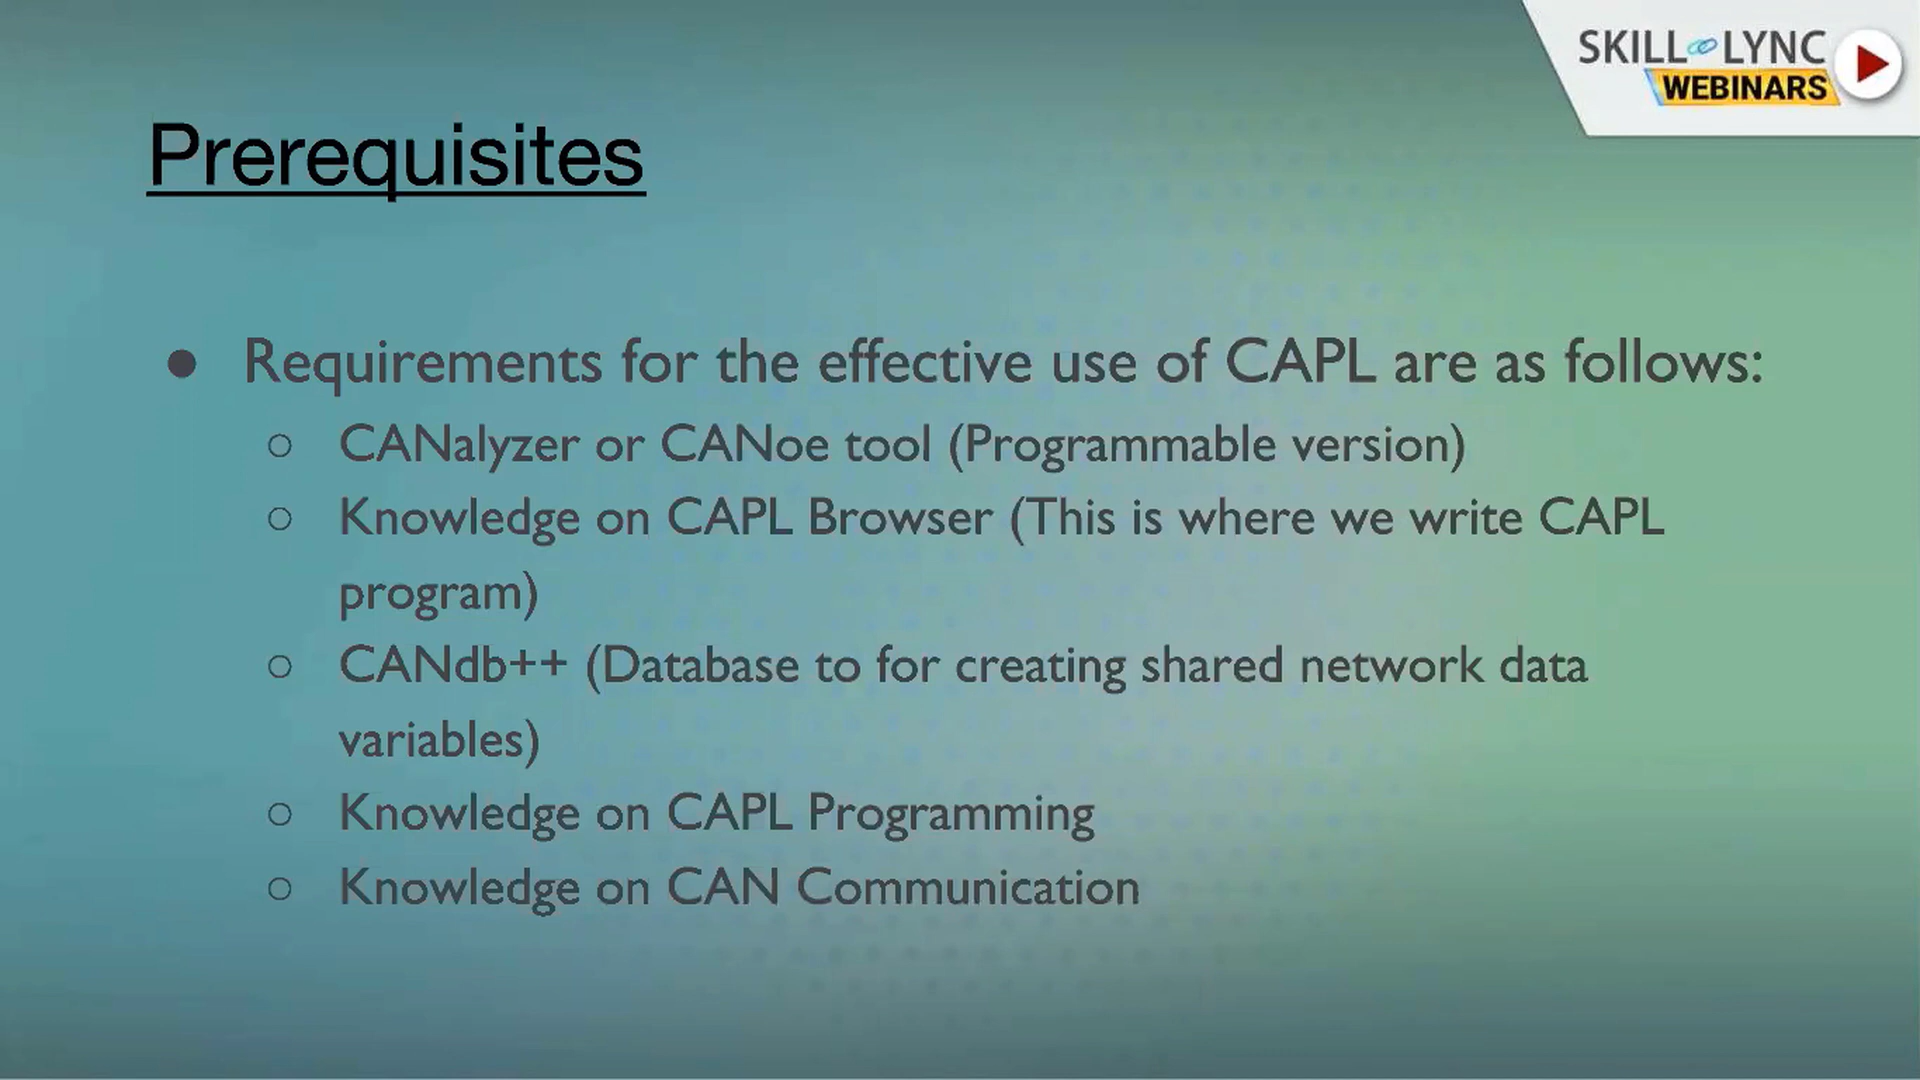 SKILL LYNC
WEBINARS
Prerequisites
● Requirements for the effective use of CAPL are as follows:
○ CANalyzer or CANoe tool (Programmable version)
○ Knowledge on CAPL Browser (This is where we write CAPL
program)
○ CANdb++ (Database to for creating shared network data
variables)
○ Knowledge on CAPL Programming
○ Knowledge on CAN Communication